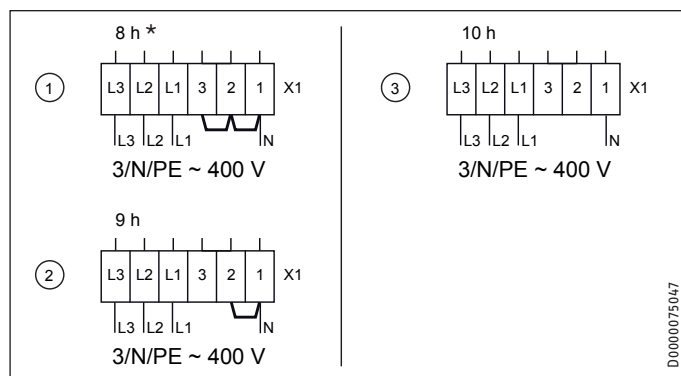 8 h *
1 L3 L2 L1 3 2 1 X1
L3 L2 L1 N
3/N/PE ~ 400 V
9 h
2 L3 L2 L1 3 2 1 X1
L3 L2 L1 N
3/N/PE ~ 400 V
10 h
3 L3 L2 L1 3 2 1 X1
L3 L2 L1 N
3/N/PE ~ 400 V
D0000075047